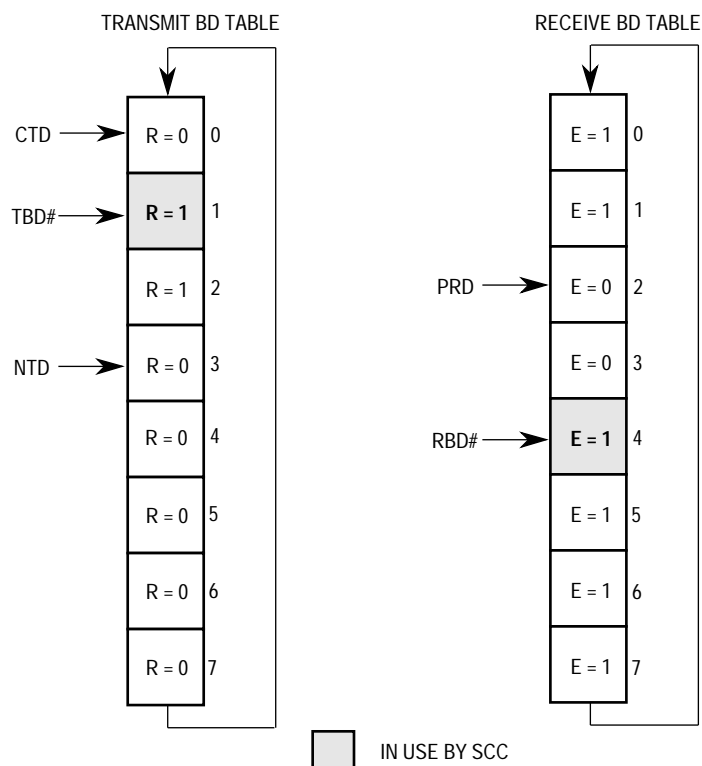 TRANSMIT BD TABLE
RECEIVE BD TABLE
CTD R = 0 0
TBD# R = 1 1
R = 1 2
NTD R = 0 3
R = 0 4
R = 0 5
R = 0 6
R = 0 7
E = 1 0
E = 1 1
PRD E = 0 2
E = 0 3
RBD# E = 1 4
E = 1 5
E = 1 6
E = 1 7
IN USE BY SCC